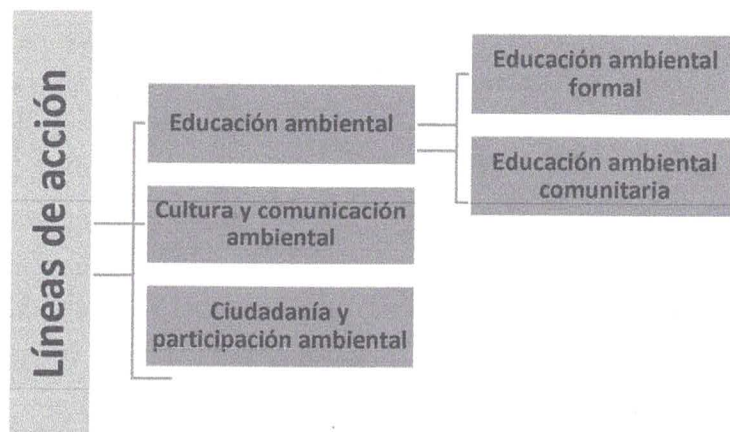 Líneas de acción
Educación ambiental
Cultura y comunicación
ambiental
Ciudadanía y
participación ambiental
Educación ambiental
formal
Educación ambiental
comunitaria